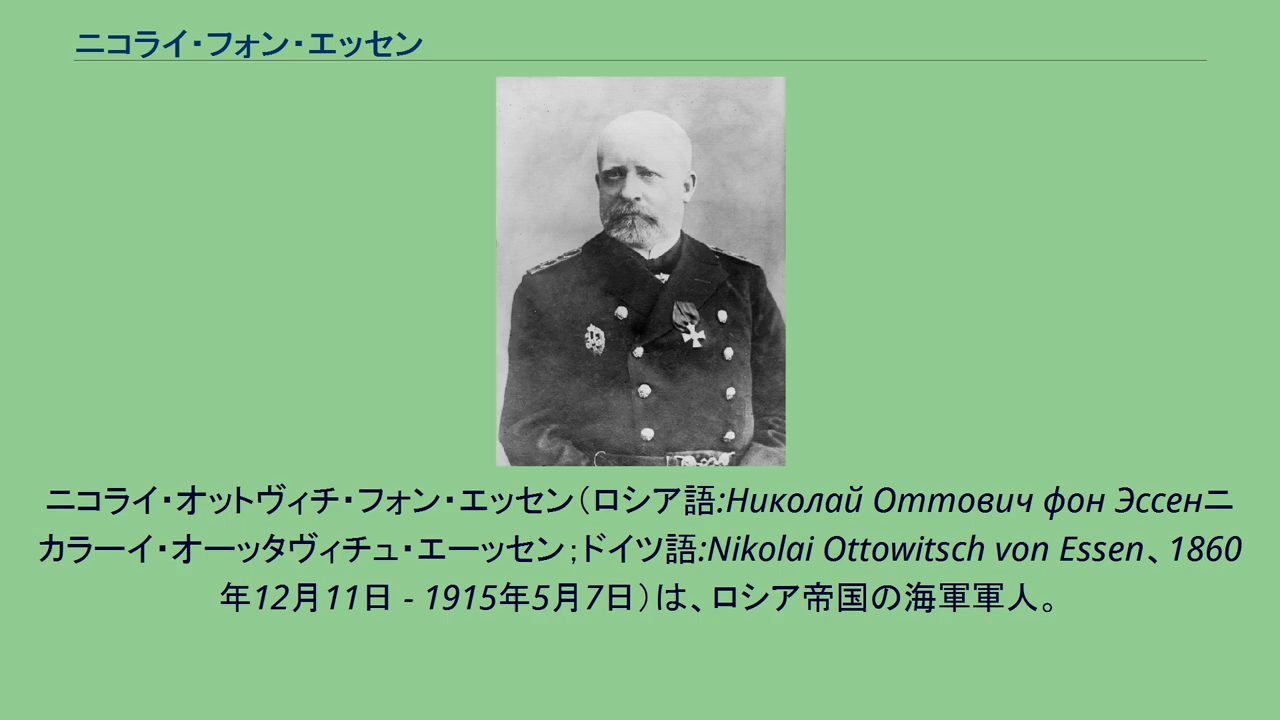 ニコライ・フォン・エッセン
ニコライ・オットヴィチ・フォン・エッセン（ロシア語:Николай Оттович фон Эссенニ
カラーイ・オーッタヴィチュ・エーッセン;ドイツ語:Nikolai Ottowitsch von Essen、1860
年12月11日 - 1915年5月7日）は、ロシア帝国の海軍軍人。